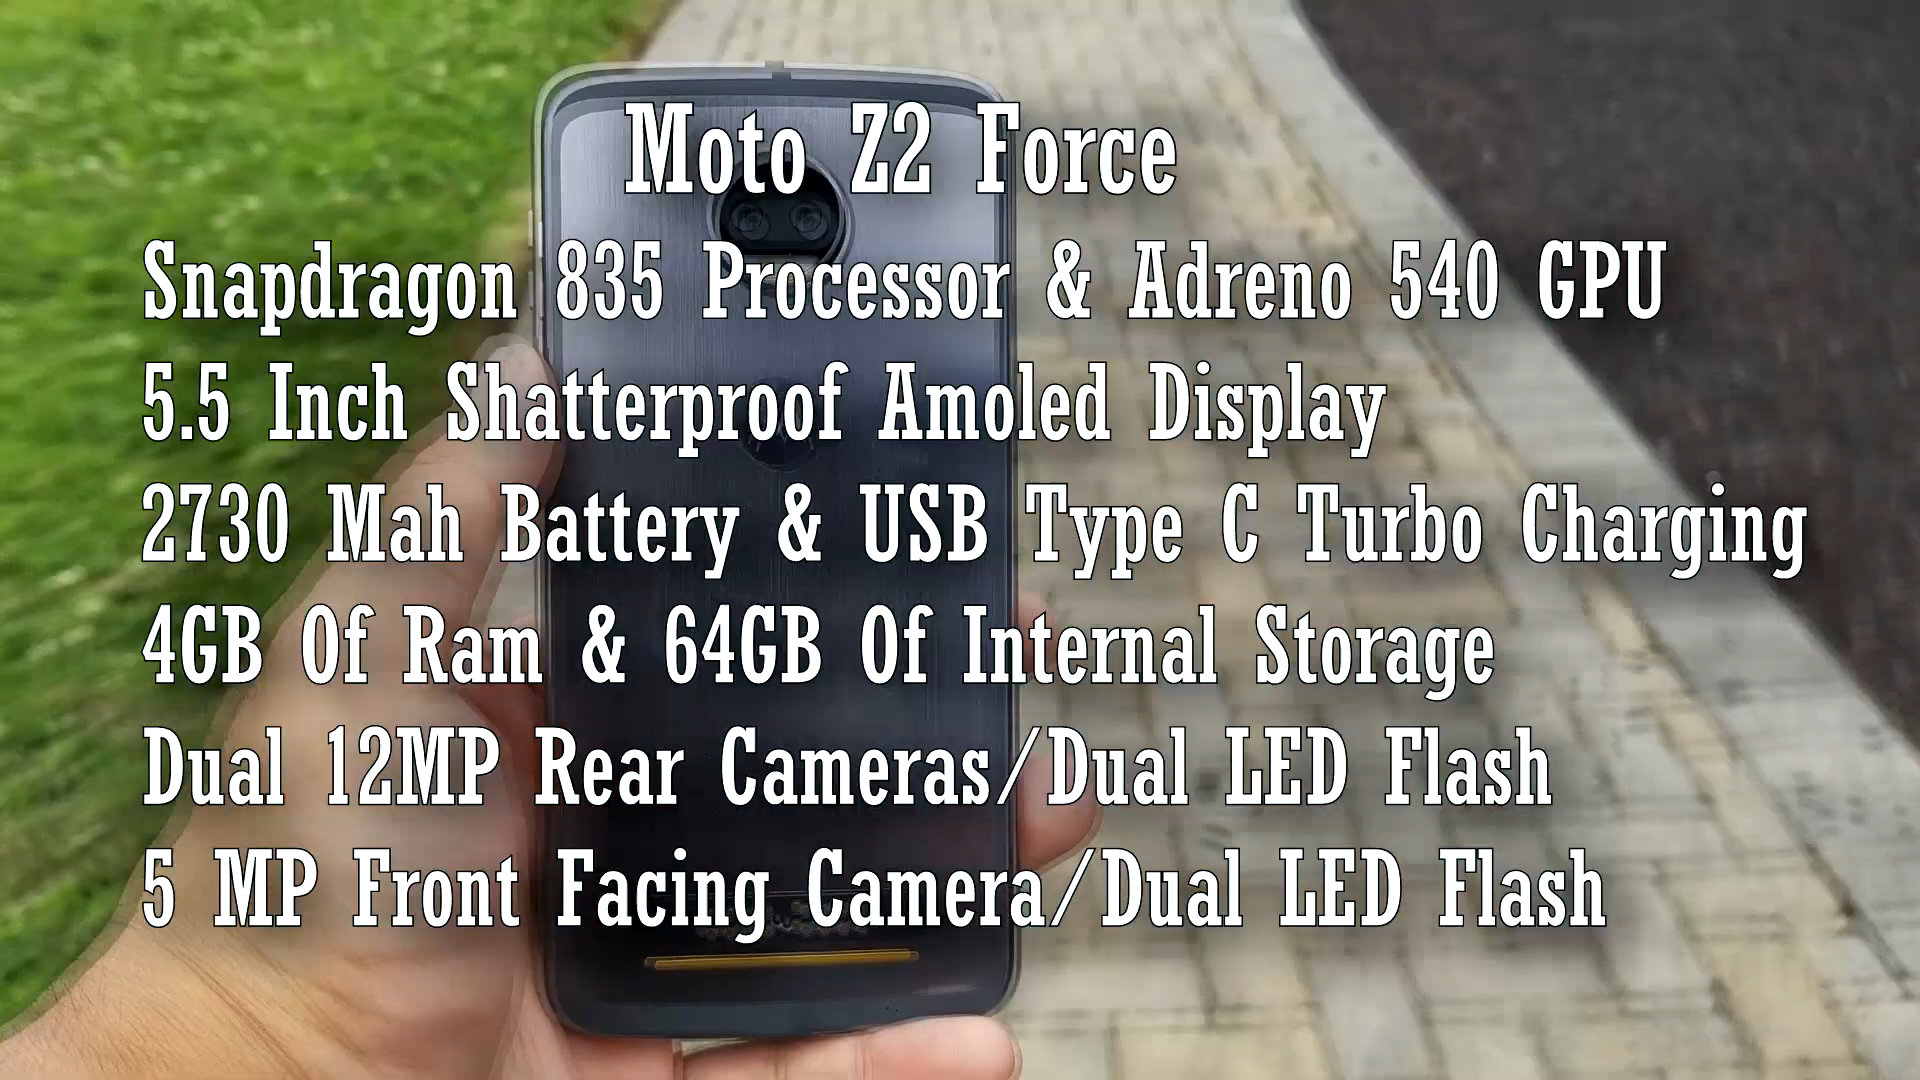 Moto Z2 Force
Snapdragon 835 Processor & Adreno 540 GPU
5.5 Inch Shatterproof Amoled Display
2730 Mah Battery & USB Type C Turbo Charging
4GB Of Ram & 64GB Of Internal Storage
Dual 12MP Rear Cameras/Dual LED Flash
5 MP Front Facing Camera/Dual LED Flash